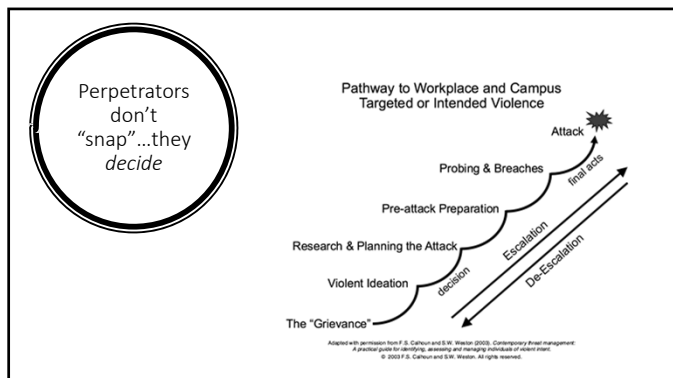 Perpetrators
don’t
“snap”…they
decide
Pathway to Workplace and Campus
Targeted or Intended Violence
Attack
final acts
Probing & Breaches
Pre-attack Preparation
Research & Planning the Attack
decision
Violent Ideation
The “Grievance”
Escalation
De-Escalation
Adapted with permission from F.S. Calhoun and S.W. Weston (2003). Contemporary threat management:
A practical guide for identifying, assessing and managing individuals of violent intent.
© 2003 F.S. Calhoun and S.W. Weston. All rights reserved.